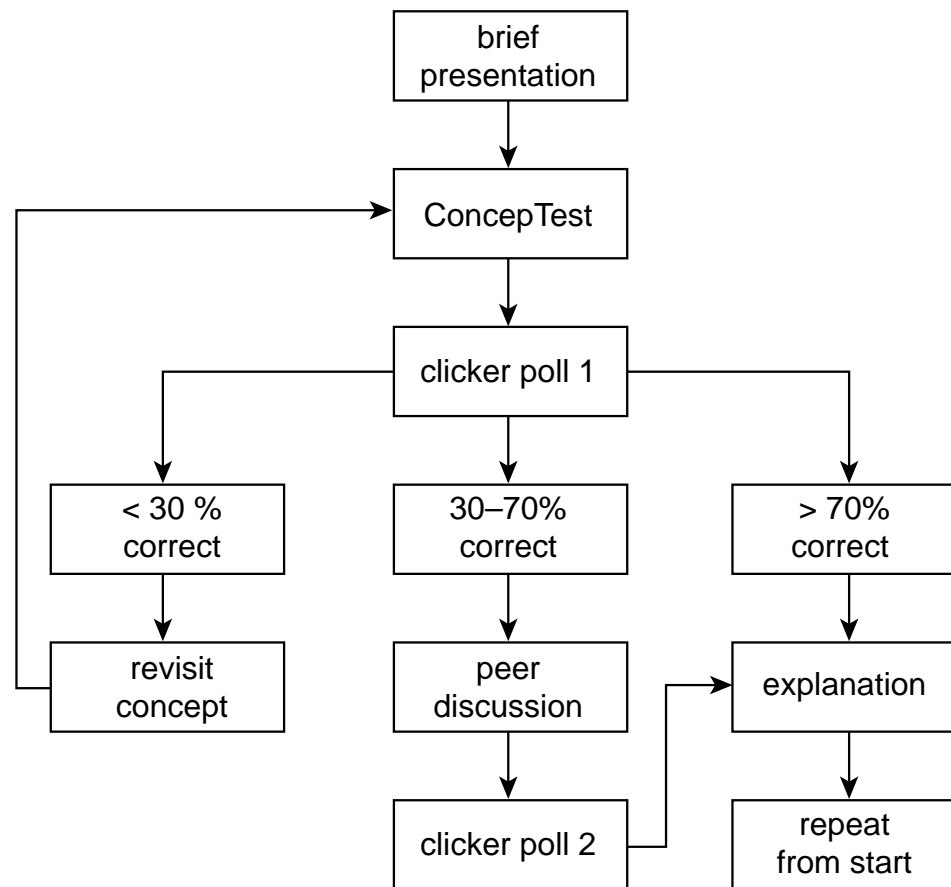 brief
presentation
ConcepTest
clicker poll 1
< 30 %
correct
30–70%
correct
> 70%
correct
revisit
concept
peer
discussion
explanation
clicker poll 2
repeat
from start